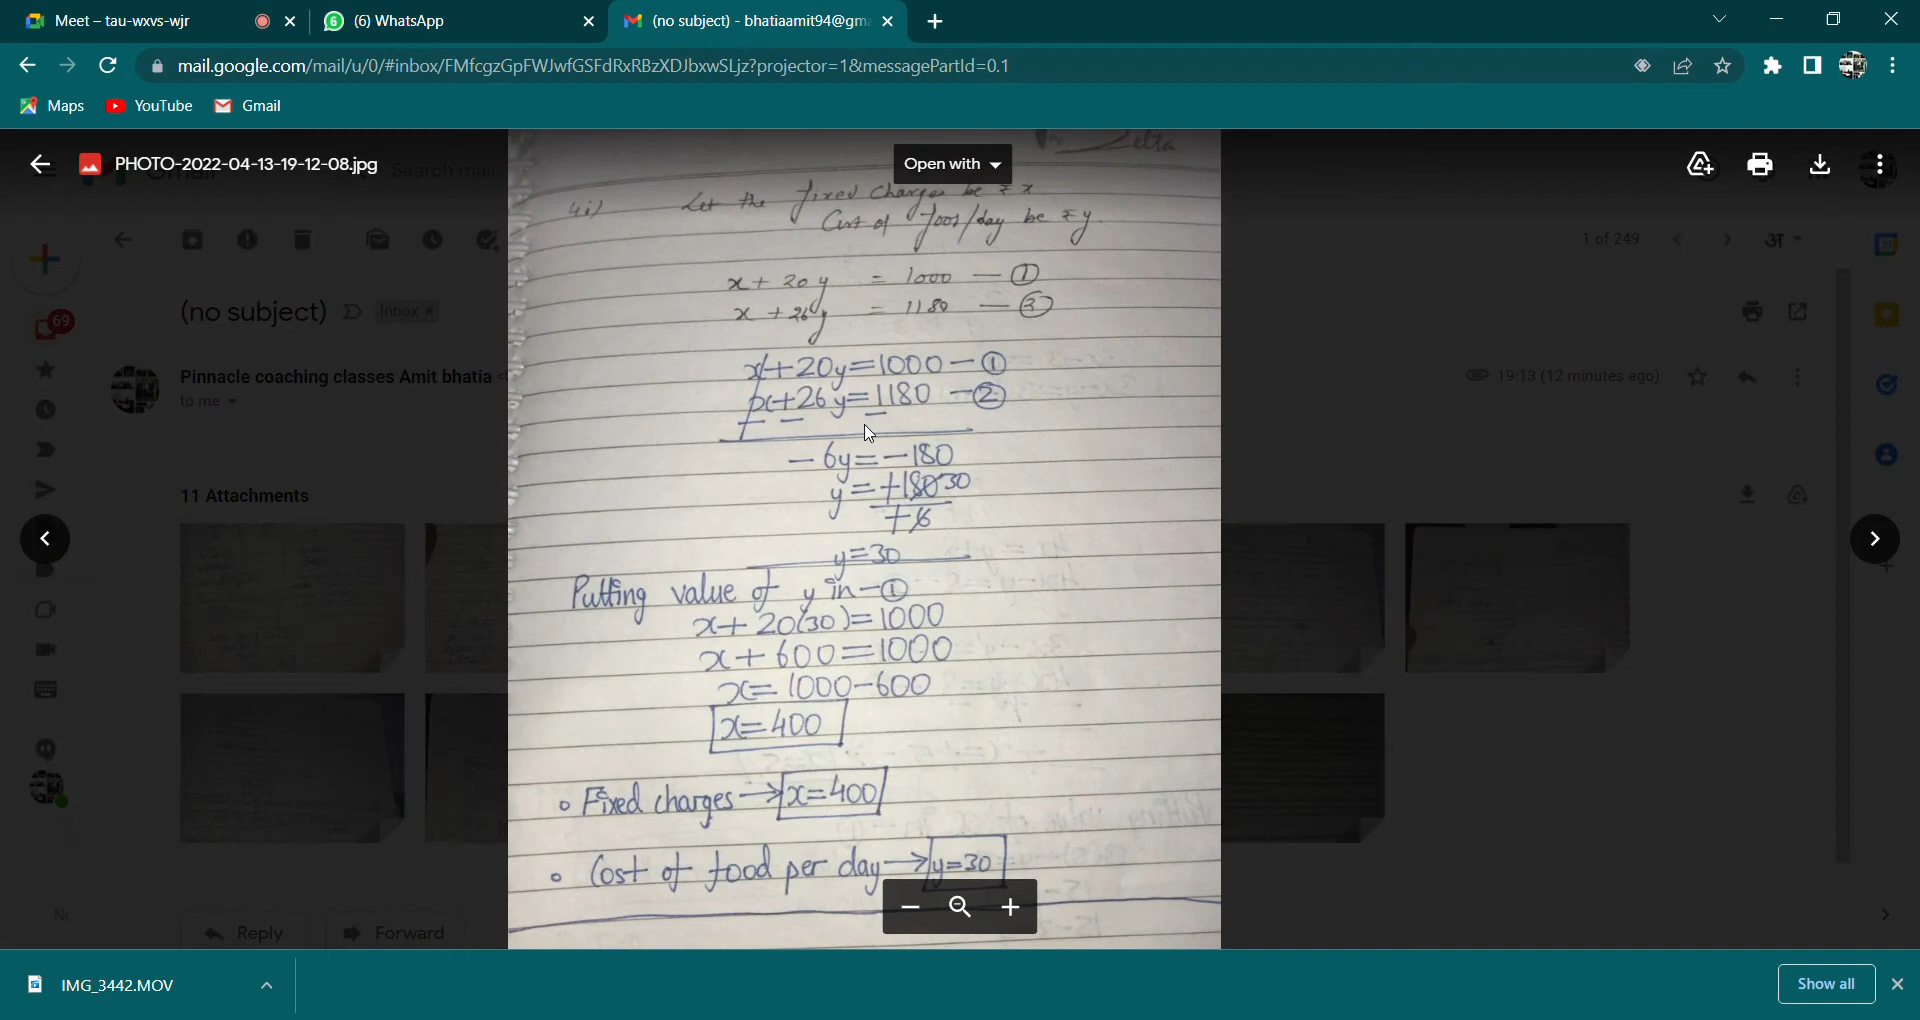 Meet – tau-wxvs-wjr
(6) WhatsApp
(no subject) - bhatiaamit94@gma
mail.google.com/mail/u/0/#inbox/FMfcgzGpFWJwfGSFdRxRBzXDJbxwSLjz?projector=1&messagePartId=0.1
Maps YouTube Gmail
PHOTO-2022-04-13-19-12-08.jpg
Search mail
Open with
1 of 249
अ
(no subject) Inbox ×
69
Pinnacle coaching classes Amit bhatia <
to me
19:13 (12 minutes ago)
11 Attachments
4i) Let the fixed charges be ₹ x
Cost of food/day be ₹ y.
x + 20y = 1000 — ①
x + 26y = 1180 — ②
x+20y=1000 – ①
x+26y=1180 – ②
– – –
– 6y = –180
y = +180 30
+6
y=30
Putting value of y in – ①
x+ 20(30)=1000
x + 600=1000
x= 1000–600
x=400
• Fixed charges → x=400
• Cost of food per day → y=30
Reply Forward
IMG_3442.MOV
Show all